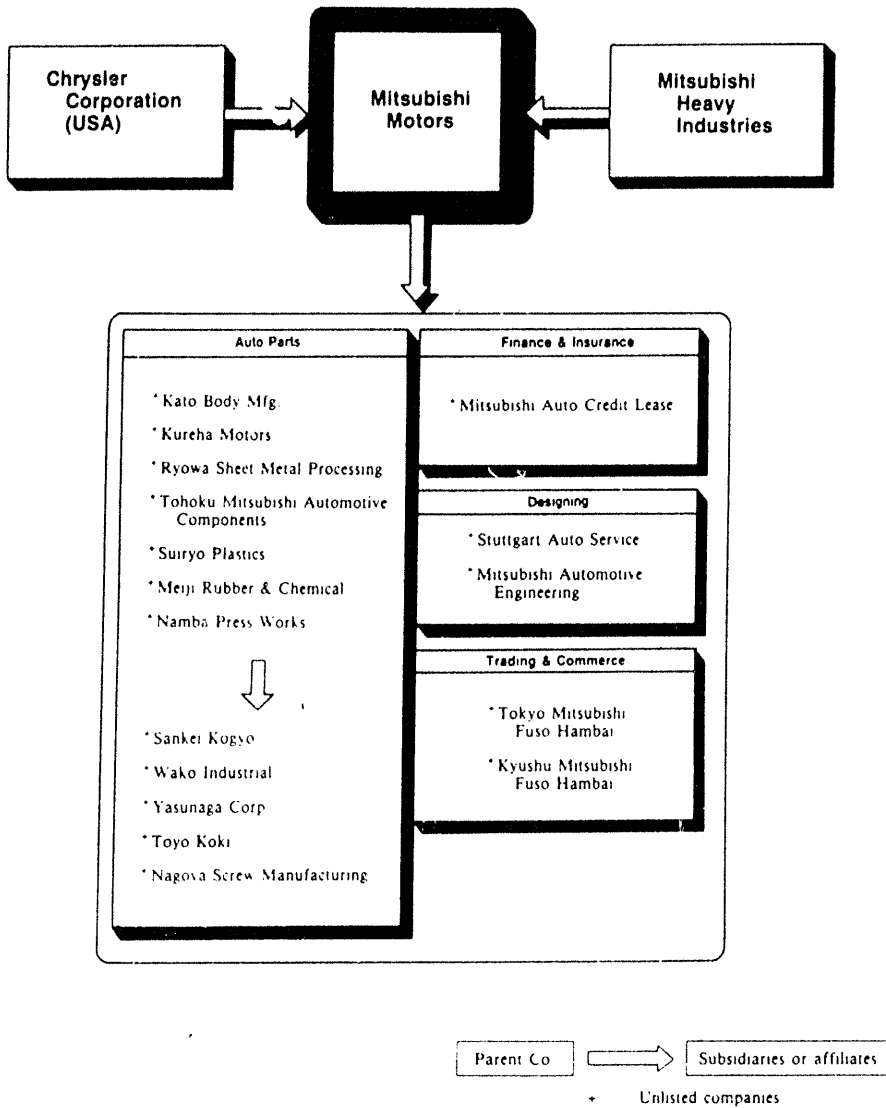 Chrysler
Corporation
(USA)
Mitsubishi
Motors
Mitsubishi
Heavy
Industries
Auto Parts
* Kato Body Mfg.
* Kureha Motors
* Ryowa Sheet Metal Processing
* Tohoku Mitsubishi Automotive
Components
* Suiryo Plastics
* Meiji Rubber & Chemical
* Namba Press Works
* Sankei Kogyo
* Wako Industrial
* Yasunaga Corp
* Toyo Koki
* Nagoya Screw Manufacturing
Finance & Insurance
* Mitsubishi Auto Credit Lease
Designing
* Stuttgart Auto Service
* Mitsubishi Automotive
Engineering
Trading & Commerce
* Tokyo Mitsubishi
Fuso Hambai
* Kyushu Mitsubishi
Fuso Hambai
Parent Co
Subsidiaries or affiliates
* Unlisted companies